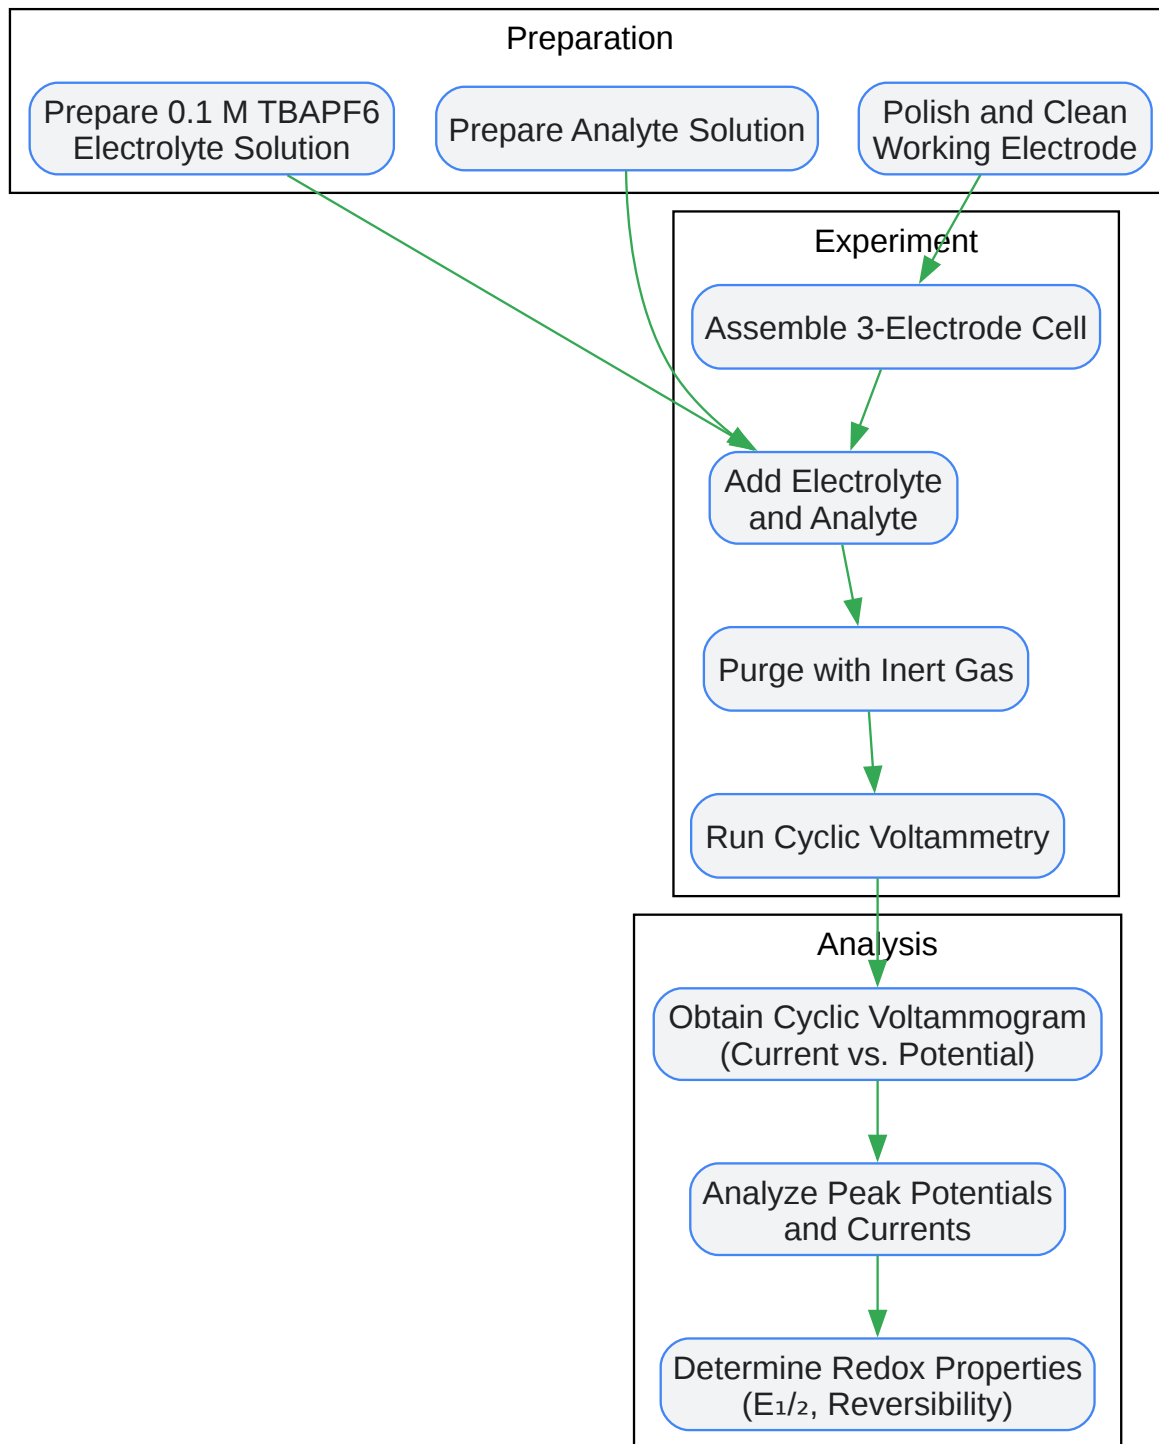 Preparation
Prepare 0.1 M TBAPF6
Electrolyte Solution
Prepare Analyte Solution
Polish and Clean
Working Electrode
Experiment
Assemble 3-Electrode Cell
Add Electrolyte
and Analyte
Purge with Inert Gas
Run Cyclic Voltammetry
Analysis
Obtain Cyclic Voltammogram
(Current vs. Potential)
Analyze Peak Potentials
and Currents
Determine Redox Properties
(E₁/₂, Reversibility)